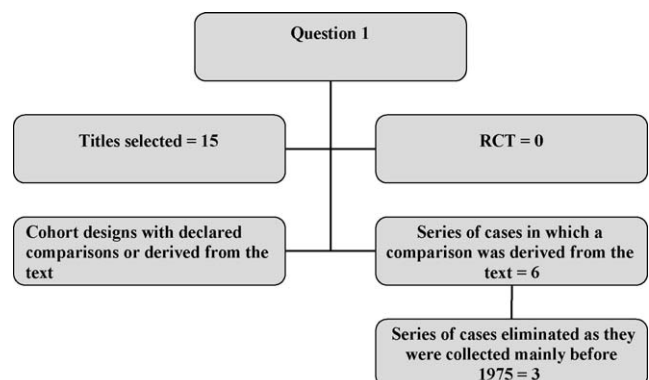 Question 1
Titles selected = 15
RCT = 0
Cohort designs with declared
comparisons or derived from the
text
Series of cases in which a
comparison was derived from the
text = 6
Series of cases eliminated as they
were collected mainly before
1975 = 3